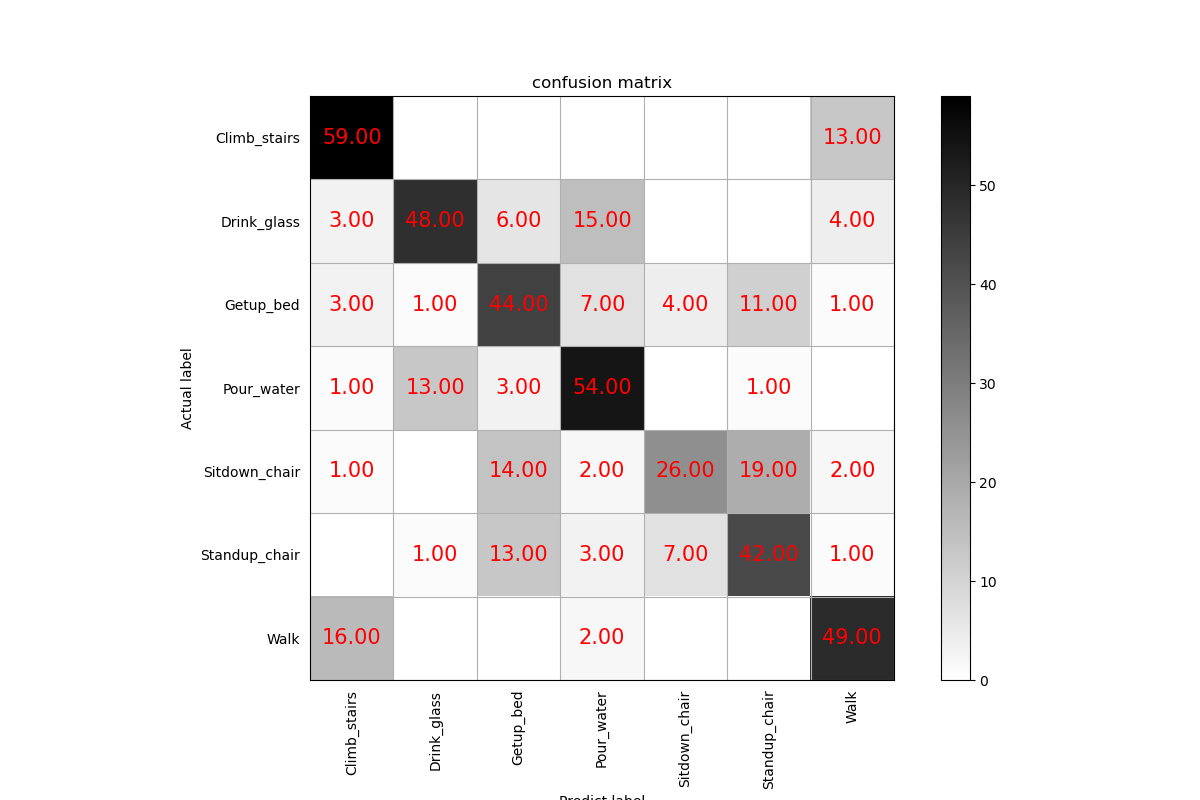 confusion matrix
Climb_stairs 59.00 13.00
Drink_glass 3.00 48.00 6.00 15.00 4.00
Getup_bed 3.00 1.00 44.00 7.00 4.00 11.00 1.00
Pour_water 1.00 13.00 3.00 54.00 1.00
Sitdown_chair 1.00 14.00 2.00 26.00 19.00 2.00
Standup_chair 1.00 13.00 3.00 7.00 42.00 1.00
Walk 16.00 2.00 49.00
Actual label
Climb_stairs Drink_glass Getup_bed Pour_water Sitdown_chair Standup_chair Walk
Predict label
50
40
30
20
10
0